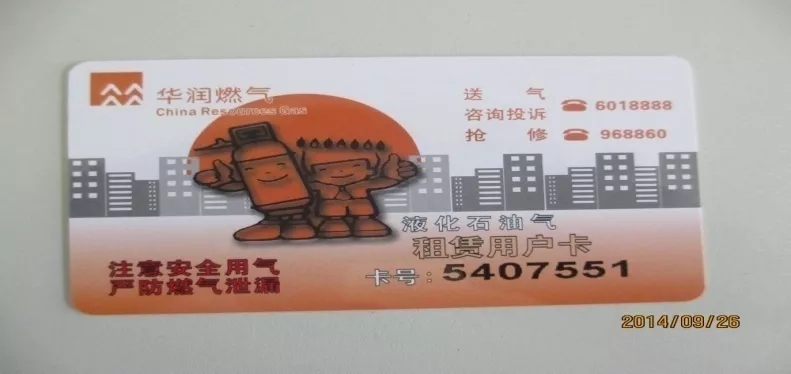 华润燃气
China Resources Gas
送 气
咨询投诉 ☎ 6018888
抢 修 ☎ 968860
液化石油气
租赁用户卡
卡号：5407551
注意安全用气
严防燃气泄漏
2014/09/26